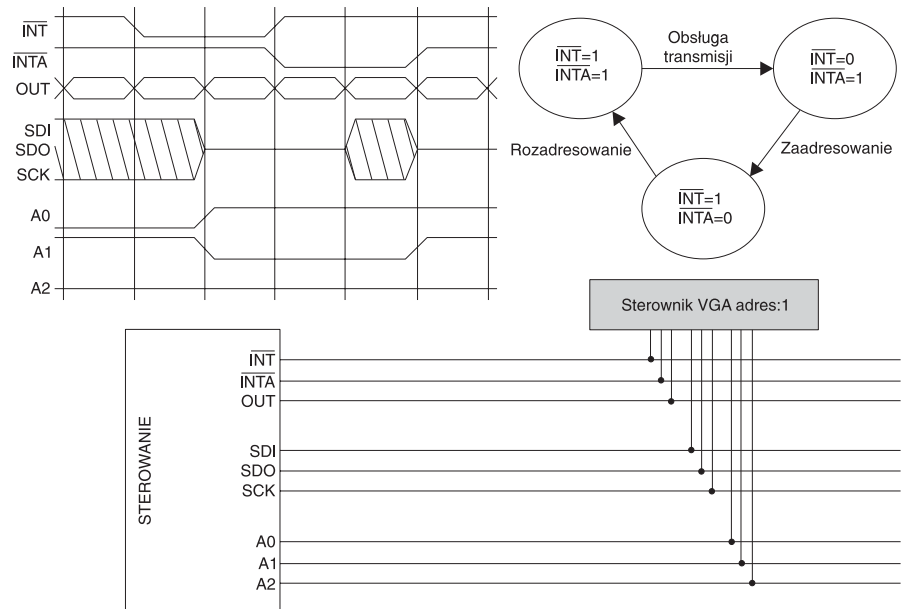 INT
INTA
OUT
SDI
SDO
SCK
A0
A1
A2
INT=1
INTA=1
Obsługa
transmisji
INT=0
INTA=1
Rozadresowanie
Zaadresowanie
INT=1
INTA=0
Sterownik VGA adres:1
STEROWANIE
INT
INTA
OUT
SDI
SDO
SCK
A0
A1
A2